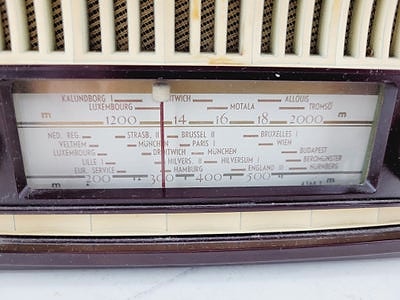 KALUNDBORG I DROITWICH ALLOUIS
LUXEMBOURG MOTALA TROMSÖ
m 1200 14 16 18 2000 m
NED. REG. STRASB. II BRUSSEL II BRUXELLES I
VELTHEM MÜNCHEN PARIS I WIEN
LUXEMBOURG DROITWICH MÜNCHEN BUDAPEST
LILLE I HILVERS. II HILVERSUM I BEROMÜNSTER
EUR. SERVICE HAMBURG ENGLAND III NÜRNBERG
m 200 300 400 500 m